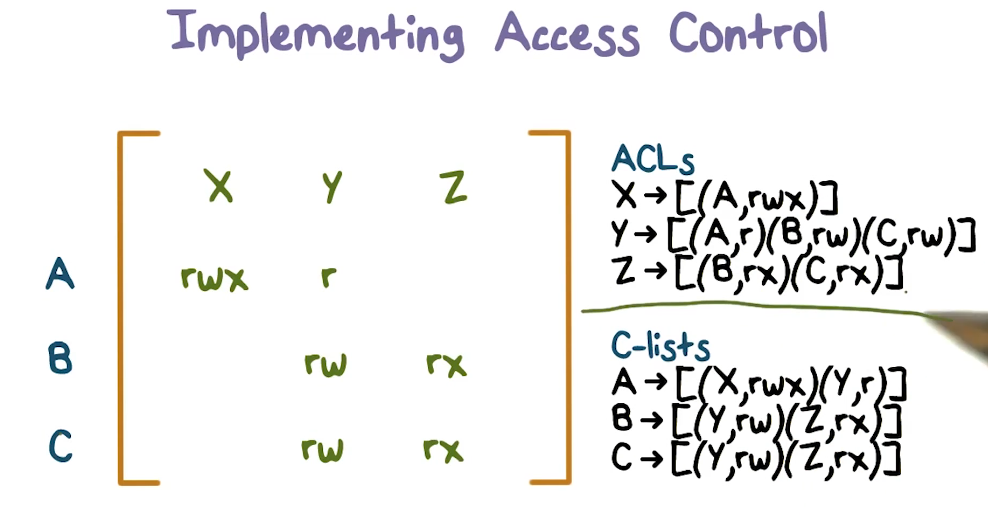 Implementing Access Control
X Y Z
A rwx r
B rw rx
C rw rx
ACLs
X → [(A,rwx)]
Y → [(A,r)(B,rw)(C,rw)]
Z → [(B,rx)(C,rx)]
C-lists
A → [(X,rwx)(Y,r)]
B → [(Y,rw)(Z,rx)]
C → [(Y,rw)(Z,rx)]